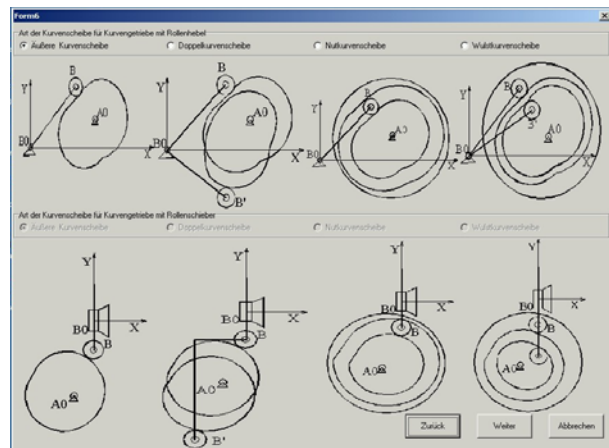 Form6
Art der Kurvenscheibe für Kurvengetriebe mit Rollenhebel
Äußere Kurvenscheibe
Doppelkurvenscheibe
Nutkurvenscheibe
Wulstkurvenscheibe
Y
B
A0
B0
X
Y
B
A0
B0
X
B'
Y
B
A0
B0
X
Y
B
A0
B0
X
Art der Kurvenscheibe für Kurvengetriebe mit Rollenschieber
Äußere Kurvenscheibe
Doppelkurvenscheibe
Nutkurvenscheibe
Wulstkurvenscheibe
Y
B0
X
B
A0
Y
B0
X
B
A0
B'
Y
B0
X
B
A0
Y
B0
X
B
A0
Zurück
Weiter
Abbrechen